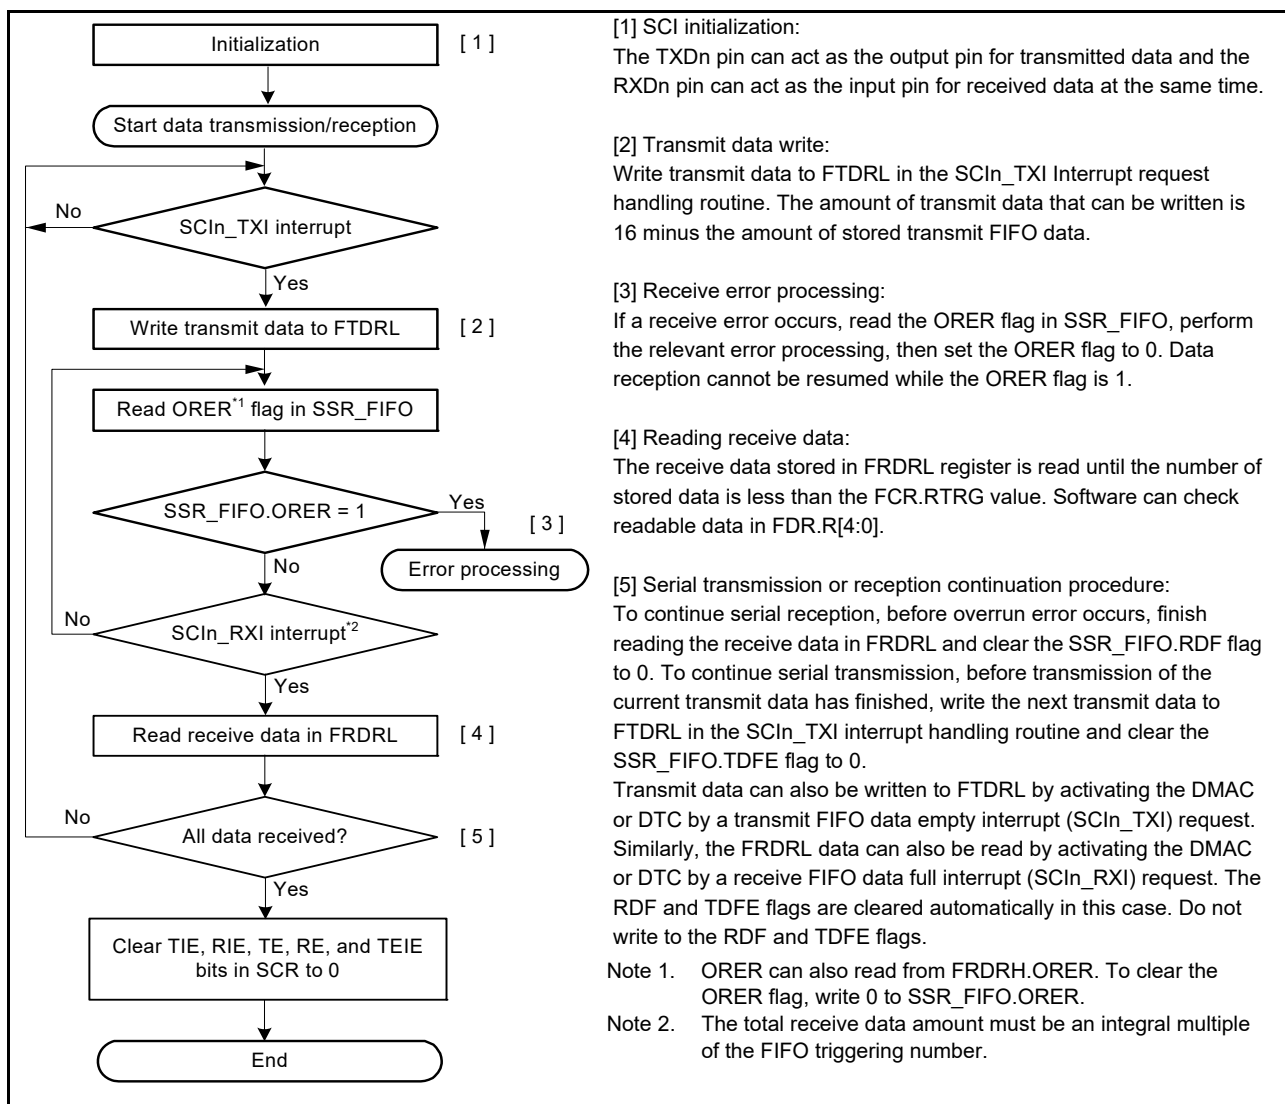 Initialization
[ 1 ]
Start data transmission/reception
No
SCIn_TXI interrupt
Yes
Write transmit data to FTDRL
[ 2 ]
Read ORER*1 flag in SSR_FIFO
SSR_FIFO.ORER = 1
Yes
[ 3 ]
No
Error processing
No
SCIn_RXI interrupt*2
Yes
Read receive data in FRDRL
[ 4 ]
No
All data received?
[ 5 ]
Yes
Clear TIE, RIE, TE, RE, and TEIE
bits in SCR to 0
End
[1] SCI initialization:
The TXDn pin can act as the output pin for transmitted data and the
RXDn pin can act as the input pin for received data at the same time.
[2] Transmit data write:
Write transmit data to FTDRL in the SCIn_TXI Interrupt request
handling routine. The amount of transmit data that can be written is
16 minus the amount of stored transmit FIFO data.
[3] Receive error processing:
If a receive error occurs, read the ORER flag in SSR_FIFO, perform
the relevant error processing, then set the ORER flag to 0. Data
reception cannot be resumed while the ORER flag is 1.
[4] Reading receive data:
The receive data stored in FRDRL register is read until the number of
stored data is less than the FCR.RTRG value. Software can check
readable data in FDR.R[4:0].
[5] Serial transmission or reception continuation procedure:
To continue serial reception, before overrun error occurs, finish
reading the receive data in FRDRL and clear the SSR_FIFO.RDF flag
to 0. To continue serial transmission, before transmission of the
current transmit data has finished, write the next transmit data to
FTDRL in the SCIn_TXI interrupt handling routine and clear the
SSR_FIFO.TDFE flag to 0.
Transmit data can also be written to FTDRL by activating the DMAC
or DTC by a transmit FIFO data empty interrupt (SCIn_TXI) request.
Similarly, the FRDRL data can also be read by activating the DMAC
or DTC by a receive FIFO data full interrupt (SCIn_RXI) request. The
RDF and TDFE flags are cleared automatically in this case. Do not
write to the RDF and TDFE flags.
Note 1. ORER can also read from FRDRH.ORER. To clear the
ORER flag, write 0 to SSR_FIFO.ORER.
Note 2. The total receive data amount must be an integral multiple
of the FIFO triggering number.